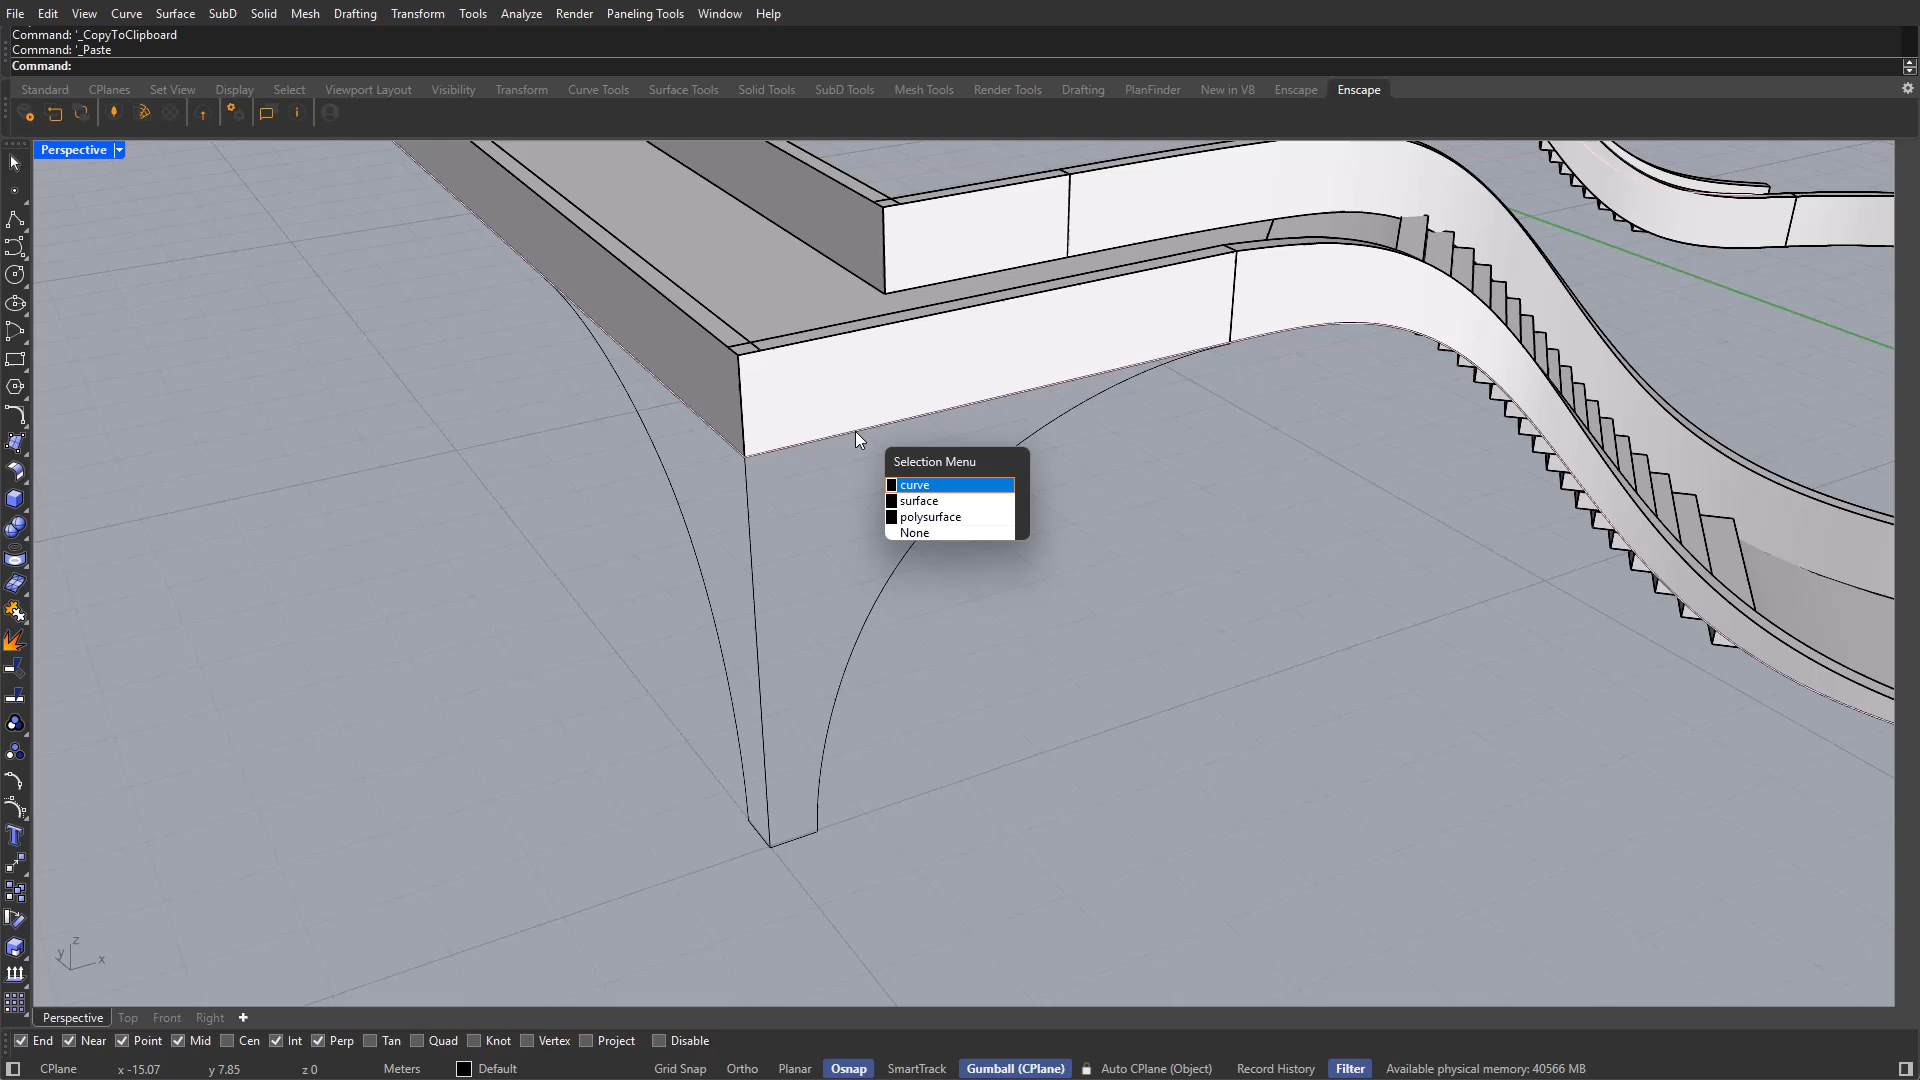 File Edit View Curve Surface SubD Solid Mesh Drafting Transform Tools Analyze Render Paneling Tools Window Help
Command: '_CopyToClipboard
Command: '_Paste
Command:
Standard CPlanes Set View Display Select Viewport Layout Visibility Transform Curve Tools Surface Tools Solid Tools SubD Tools Mesh Tools Render Tools Drafting PlanFinder New in V8 Enscape Enscape
Perspective
Selection Menu
curve
surface
polysurface
None
z
y
x
Perspective Top Front Right
End Near Point Mid Cen Int Perp Tan Quad Knot Vertex Project Disable
CPlane x -15.07 y 7.85 z 0 Meters Default Grid Snap Ortho Planar Osnap SmartTrack Gumball (CPlane) Auto CPlane (Object) Record History Filter Available physical memory: 40566 MB